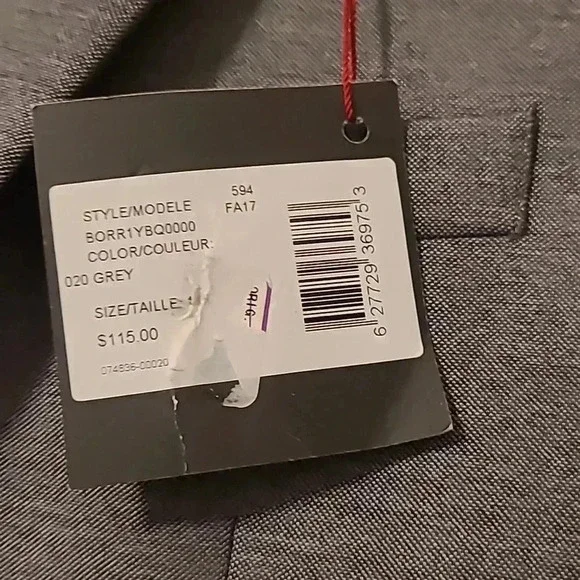 594
STYLE/MODELE FA17
BORR1YBQ0000
COLOR/COULEUR:
020 GREY
SIZE/TAILLE:
$115.00
074836-00020
ORIG.
6 27729 36975 3